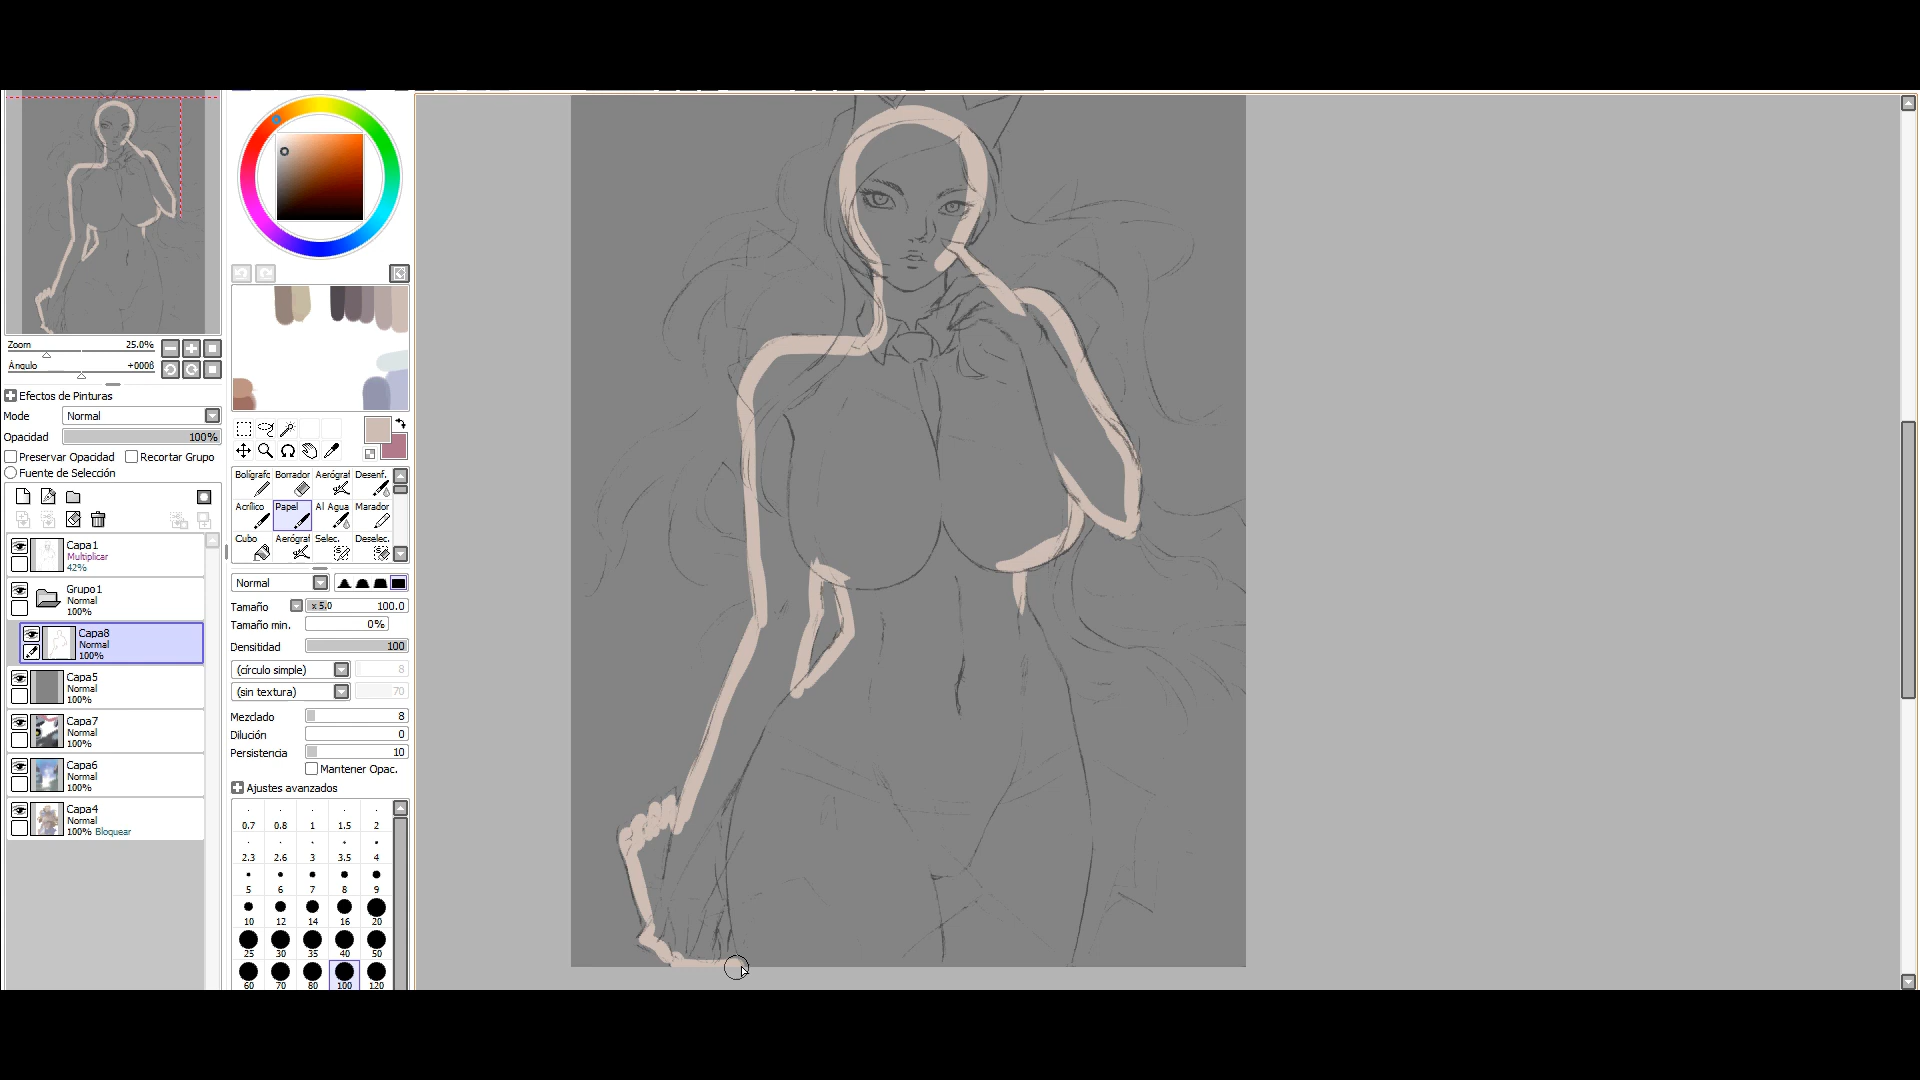 Zoom 25.0%
Ángulo +0006
Efectos de Pinturas
Mode Normal
Opacidad 100%
Preservar Opacidad Recortar Grupo
Fuente de Selección
Capa1
Multiplicar
42%
Grupo1
Normal
100%
Capa8
Normal
100%
Capa5
Normal
100%
Capa7
Normal
100%
Capa6
Normal
100%
Capa4
Normal
100% Bloquear
Bolígrafo Borrador Aerógraf Desenf.
Acrílico Papel Al Agua Marador
Cubo Aerógraf Selec. Deselec.
Normal
Tamaño x 5.0 100.0
Tamaño min. 0%
Densitidad 100
(círculo simple) 8
(sin textura) 70
Mezclado 8
Dilución 0
Persistencia 10
Mantener Opac.
Ajustes avanzados
0.7 0.8 1 1.5 2
2.3 2.6 3 3.5 4
5 6 7 8 9
10 12 14 16 20
25 30 35 40 50
60 70 80 100 120